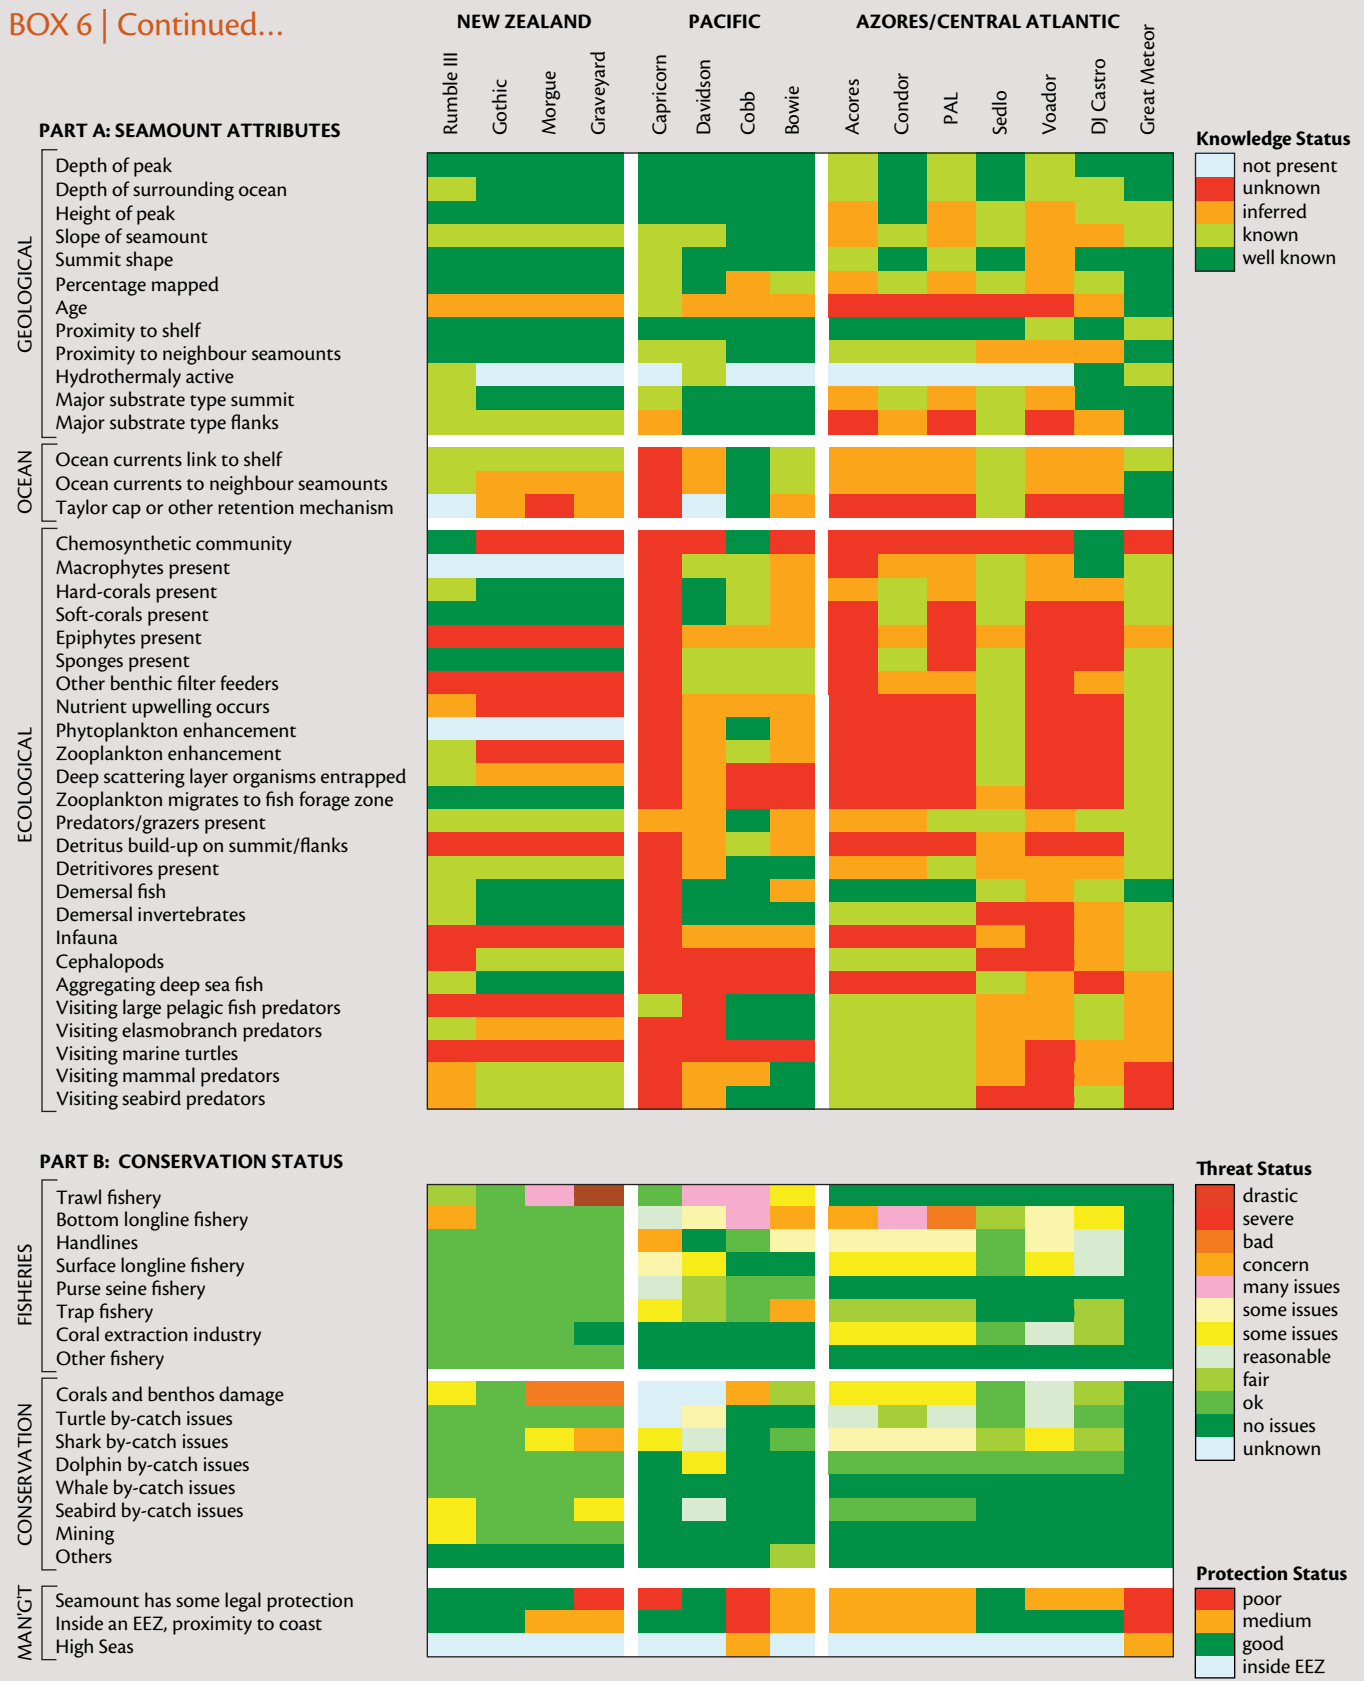 BOX 6 | Continued...
NEW ZEALAND
PACIFIC
AZORES/CENTRAL ATLANTIC
Rumble III
Gothic
Morgue
Graveyard
Capricorn
Davidson
Cobb
Bowie
Acores
Condor
PAL
Sedlo
Voador
DJ Castro
Great Meteor
PART A: SEAMOUNT ATTRIBUTES
GEOLOGICAL
Depth of peak
Depth of surrounding ocean
Height of peak
Slope of seamount
Summit shape
Percentage mapped
Age
Proximity to shelf
Proximity to neighbour seamounts
Hydrothermaly active
Major substrate type summit
Major substrate type flanks
OCEAN
Ocean currents link to shelf
Ocean currents to neighbour seamounts
Taylor cap or other retention mechanism
ECOLOGICAL
Chemosynthetic community
Macrophytes present
Hard-corals present
Soft-corals present
Epiphytes present
Sponges present
Other benthic filter feeders
Nutrient upwelling occurs
Phytoplankton enhancement
Zooplankton enhancement
Deep scattering layer organisms entrapped
Zooplankton migrates to fish forage zone
Predators/grazers present
Detritus build-up on summit/flanks
Detritivores present
Demersal fish
Demersal invertebrates
Infauna
Cephalopods
Aggregating deep sea fish
Visiting large pelagic fish predators
Visiting elasmobranch predators
Visiting marine turtles
Visiting mammal predators
Visiting seabird predators
Knowledge Status
not present
unknown
inferred
known
well known
PART B: CONSERVATION STATUS
FISHERIES
Trawl fishery
Bottom longline fishery
Handlines
Surface longline fishery
Purse seine fishery
Trap fishery
Coral extraction industry
Other fishery
CONSERVATION
Corals and benthos damage
Turtle by-catch issues
Shark by-catch issues
Dolphin by-catch issues
Whale by-catch issues
Seabird by-catch issues
Mining
Others
MAN'G'T
Seamount has some legal protection
Inside an EEZ, proximity to coast
High Seas
Threat Status
drastic
severe
bad
concern
many issues
some issues
some issues
reasonable
fair
ok
no issues
unknown
Protection Status
poor
medium
good
inside EEZ